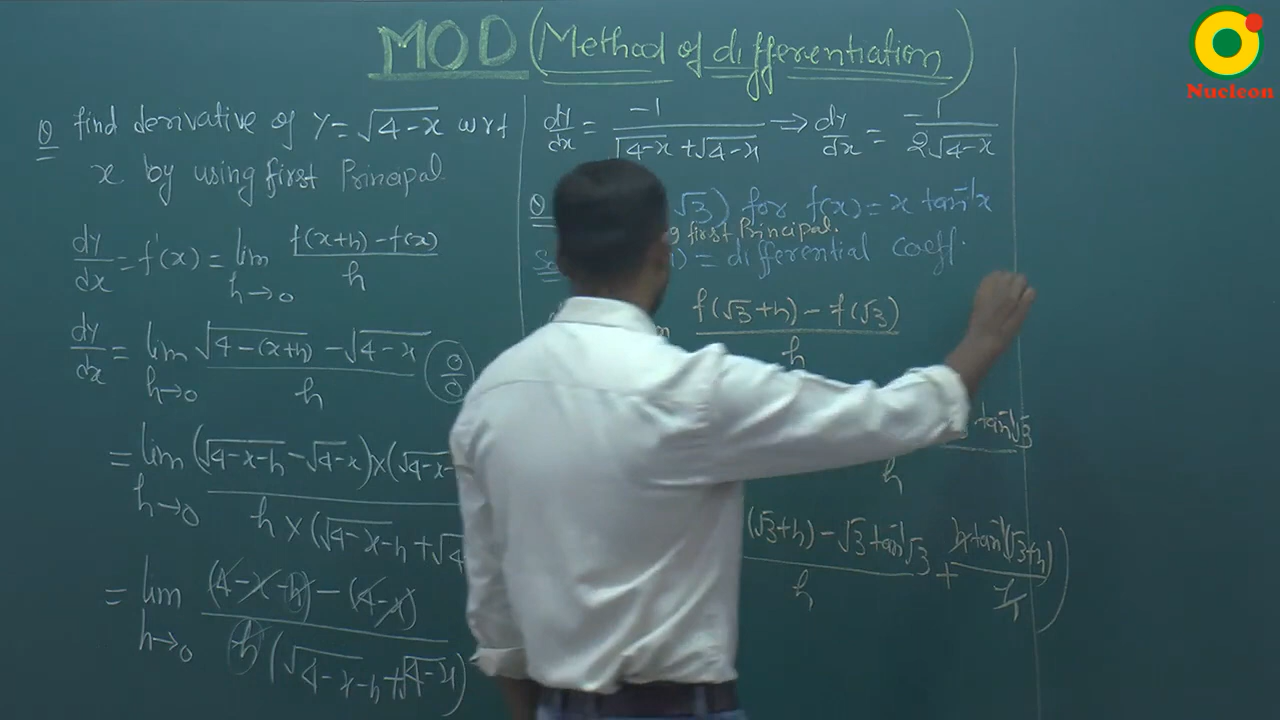 MOD (Method of differentiation)
Nucleon
Q find derivative of y = √(4-x) wrt
x by using first Principal
dy/dx = f'(x) = lim h→0 (f(x+h) - f(x))/h
dy/dx = lim h→0 (√(4-(x+h)) - √(4-x))/h (0/0)
= lim h→0 (√(4-x-h) - √(4-x)) × (√4-x-
h × (√(4-x-h) + √4
= lim h→0 ((4-x-h) - (4-x))/(h (√(4-x-h) + √(4-x)))
dy/dx = -1/(√(4-x) + √(4-x)) ⇒ dy/dx = -1/(2√(4-x))
Q √3) for f(x) = x tan⁻¹x
g first Principal.
= differential coeff.
(f(√3+h) - f(√3))/h
tan⁻¹√3
h
(√3+h) - √3 tan⁻¹√3 / h + h tan⁻¹(√3+h) / h )